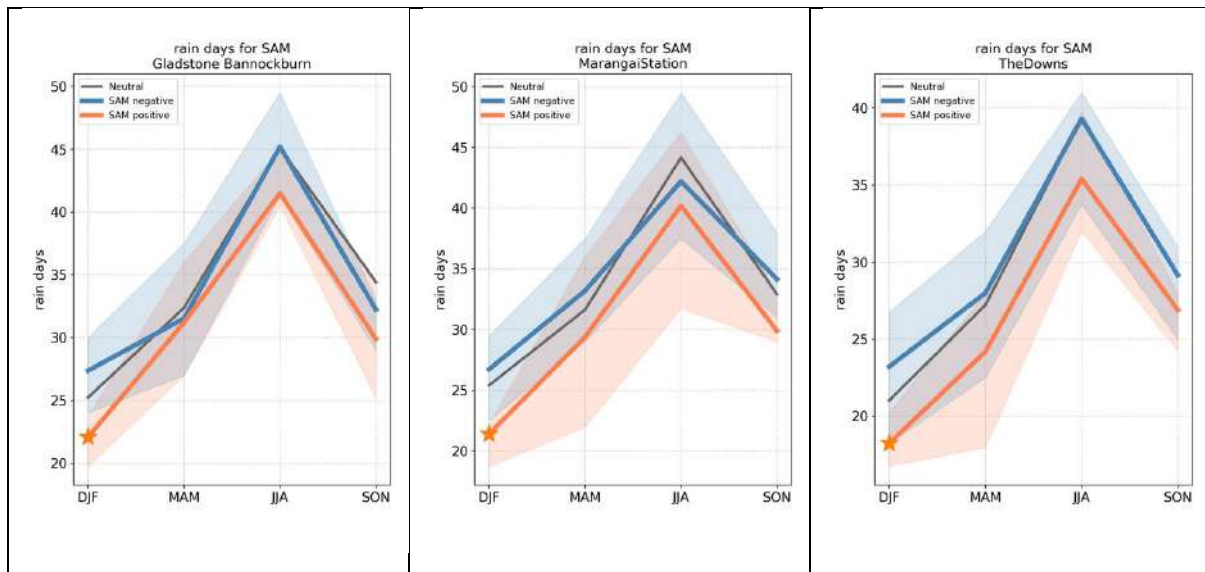 rain days for SAM
Gladstone Bannockburn
Neutral
SAM negative
SAM positive
50
45
40
35
30
25
20
rain days
DJF MAM JJA SON
rain days for SAM
MarangaiStation
Neutral
SAM negative
SAM positive
50
45
40
35
30
25
20
rain days
DJF MAM JJA SON
rain days for SAM
TheDowns
Neutral
SAM negative
SAM positive
40
35
30
25
20
rain days
DJF MAM JJA SON